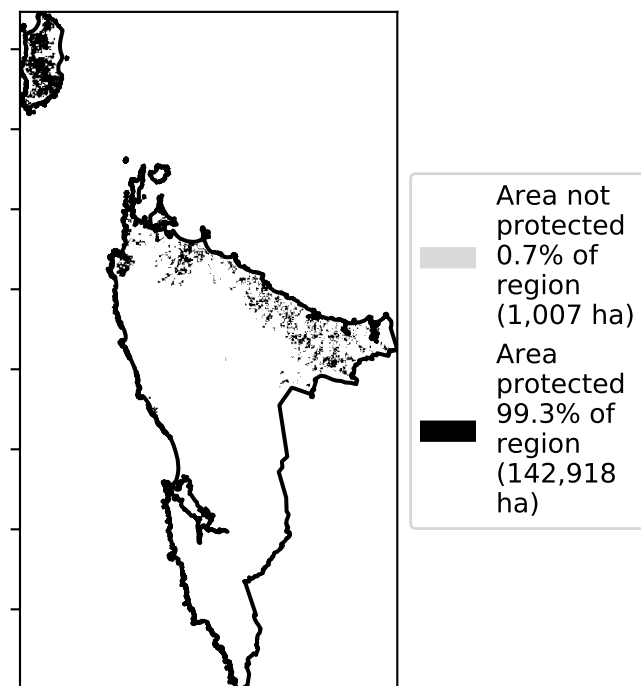 Area not
protected
0.7% of
region
(1,007 ha)
Area
protected
99.3% of
region
(142,918
ha)